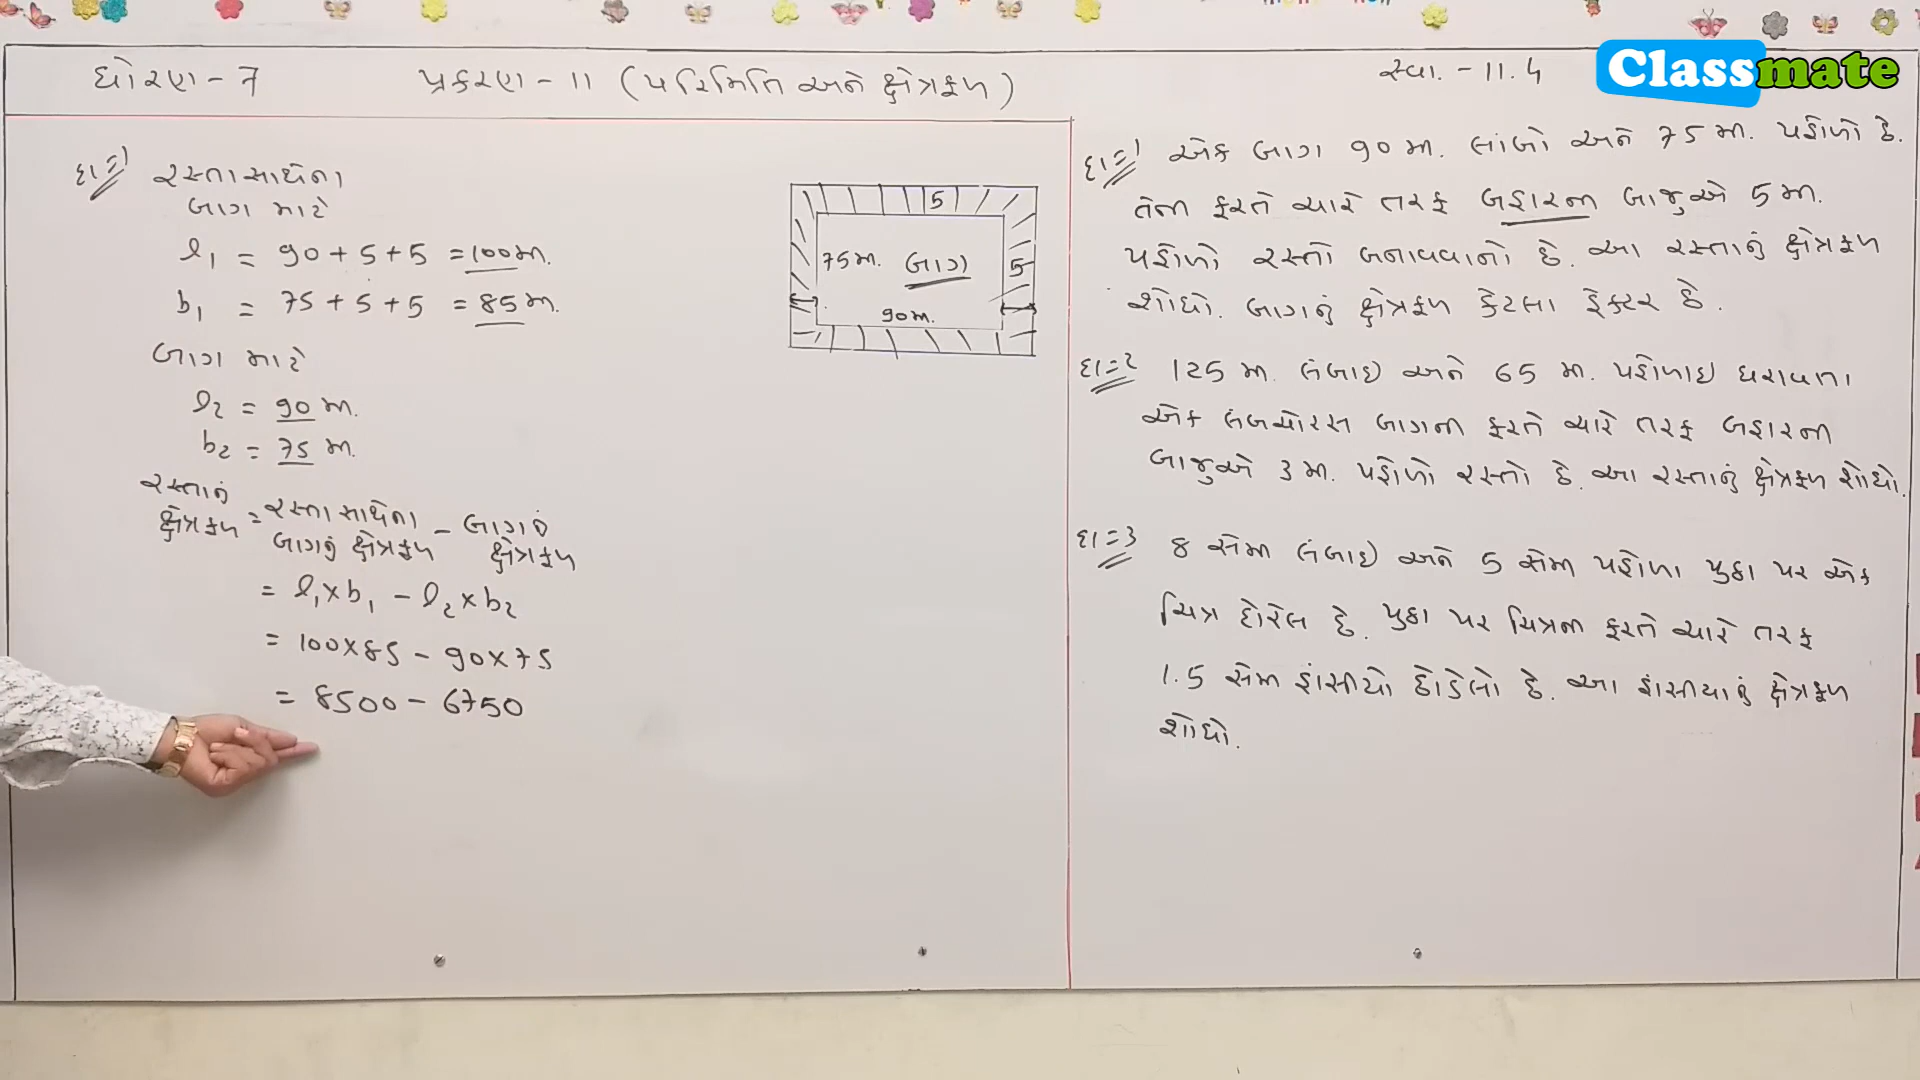 ધોરણ - 7 પ્રકરણ - 11 (પરિમિતિ અને ક્ષેત્રફળ) સ્વા. - 11.4
Classmate
દા=1 રસ્તા સાથેના
બાગ માટે
l₁ = 90 + 5 + 5 = 100 મી.
b₁ = 75 + 5 + 5 = 85 મી.
બાગ માટે
l₂ = 90 મી.
b₂ = 75 મી.
રસ્તાનું ક્ષેત્રફળ = રસ્તા સાથેના બાગનું ક્ષેત્રફળ - બાગનું ક્ષેત્રફળ
= l₁ x b₁ - l₂ x b₂
= 100 x 85 - 90 x 75
= 8500 - 6750
5
75 મી. બાગ 5
90 મી.
દા=1 એક બાગ 90 મી. લાંબો અને 75 મી. પહોળો છે.
તેની ફરતે ચારે તરફ બહારની બાજુએ 5 મી.
પહોળો રસ્તો બનાવવાનો છે. આ રસ્તાનું ક્ષેત્રફળ
શોધો. બાગનું ક્ષેત્રફળ કેટલા હેક્ટર છે.
દા=2 125 મી. લંબાઇ અને 65 મી. પહોળાઇ ધરાવતા
એક લંબચોરસ બાગની ફરતે ચારે તરફ બહારની
બાજુએ 3 મી. પહોળો રસ્તો છે. આ રસ્તાનું ક્ષેત્રફળ શોધો.
દા=3 8 સેમી લંબાઇ અને 5 સેમી પહોળા પુઠા પર એક
ચિત્ર દોરેલ છે. પુઠા પર ચિત્રની ફરતે ચારે તરફ
1.5 સેમી હાંસીયો છોડેલો છે. આ હાંસીયાનું ક્ષેત્રફળ
શોધો.